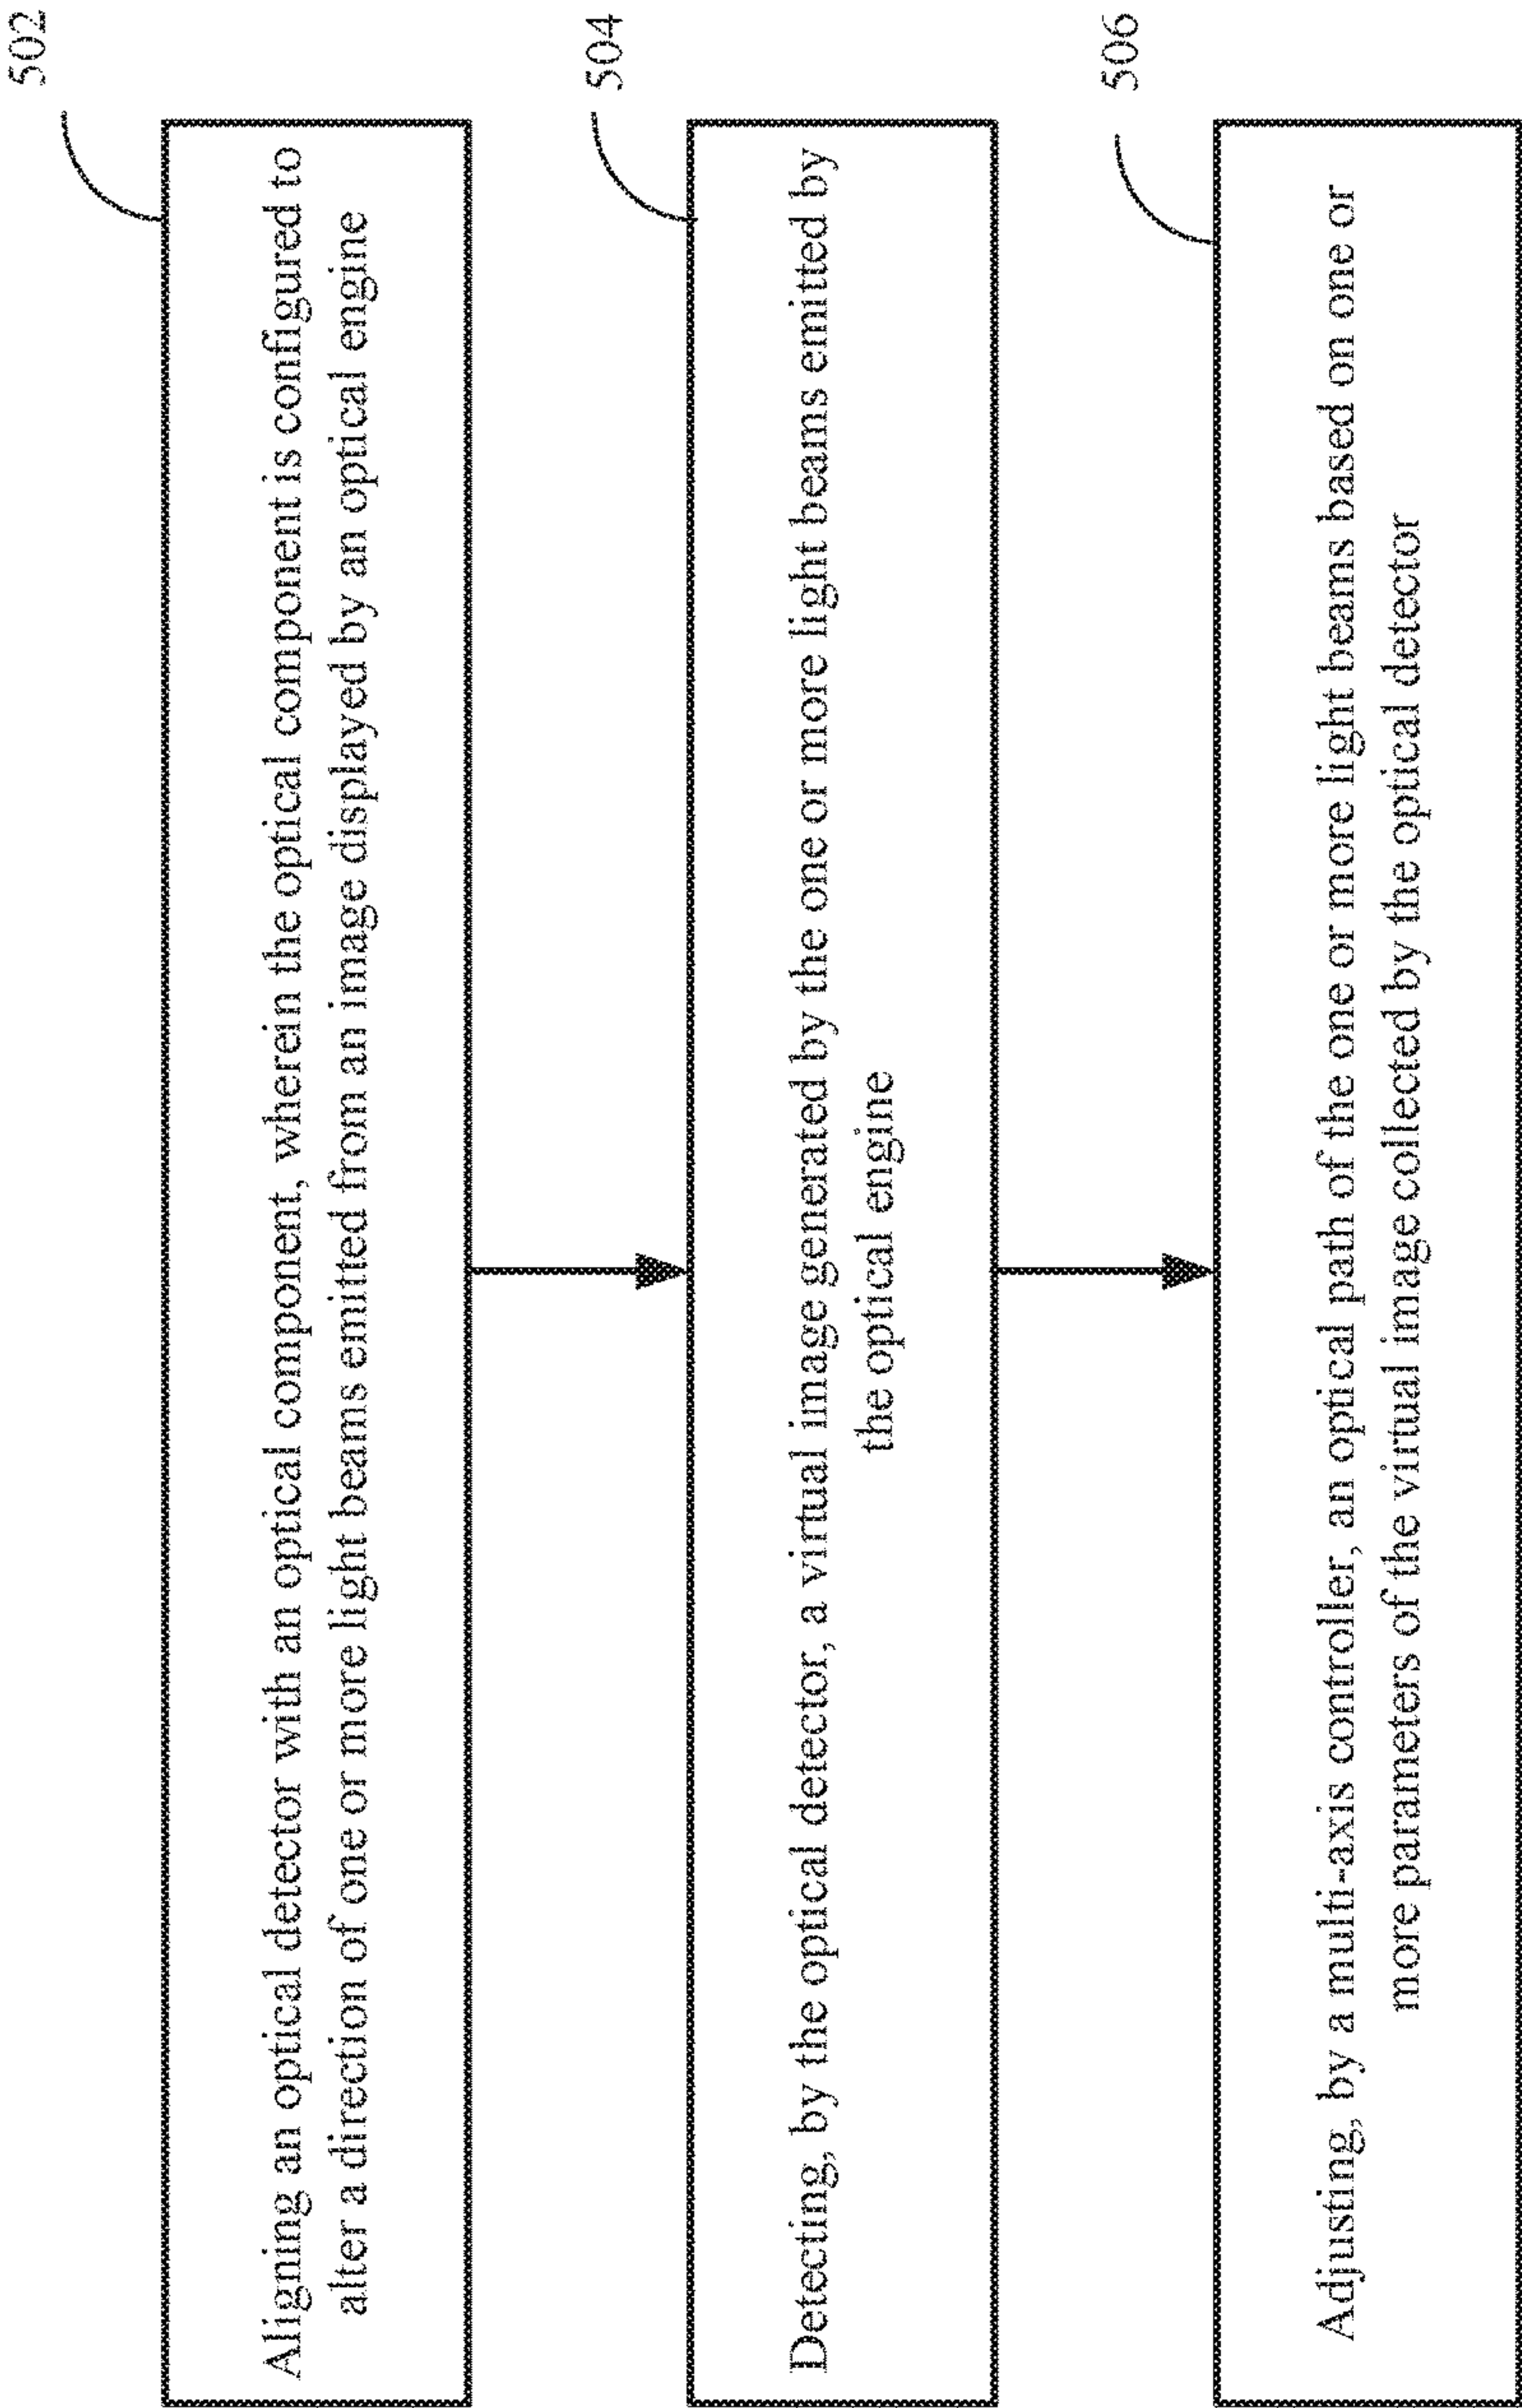 502
Aligning an optical detector with an optical component, wherein the optical component is configured to
alter a direction of one or more light beams emitted from an image displayed by an optical engine
504
Detecting, by the optical detector, a virtual image generated by the one or more light beams emitted by
the optical engine
506
Adjusting, by a multi-axis controller, an optical path of the one or more light beams based on one or
more parameters of the virtual image collected by the optical detector